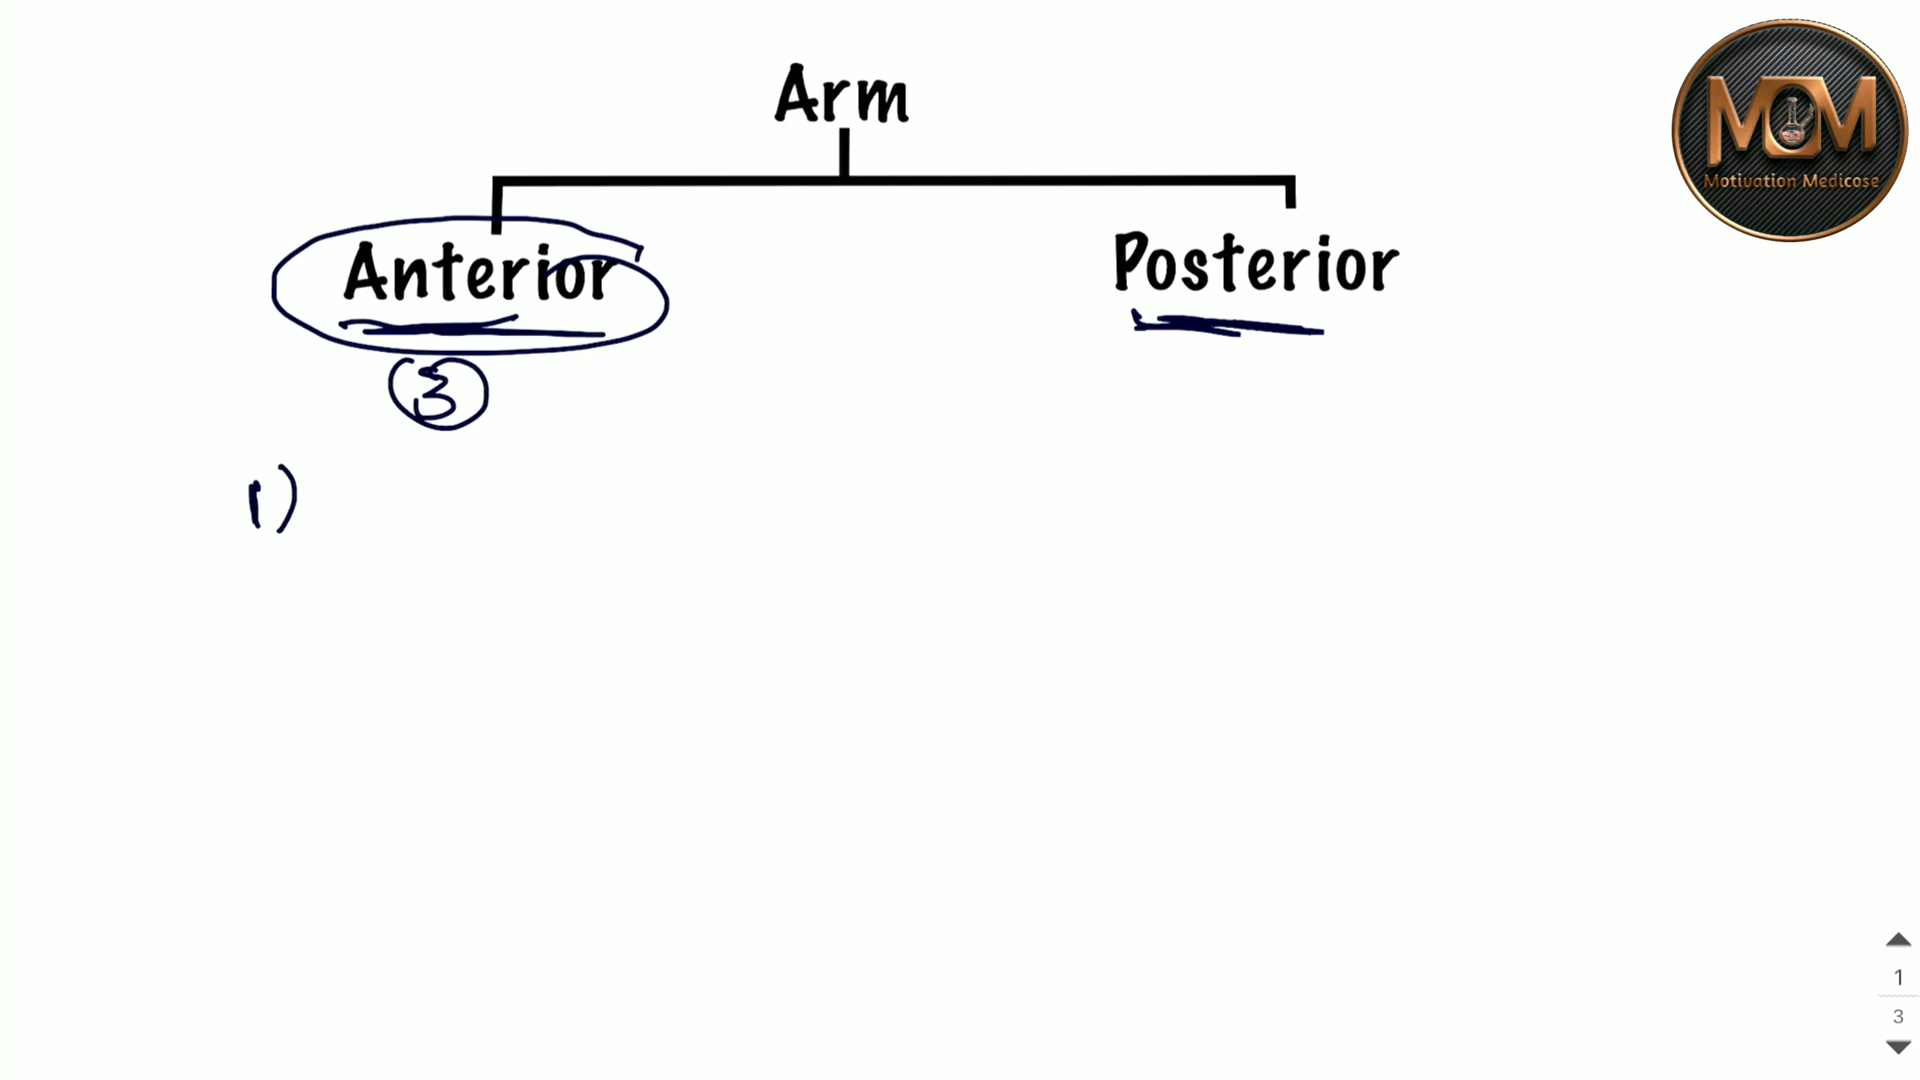 Arm
Anterior
Posterior
3
1)
MOM
Motivation Medicose
1
3